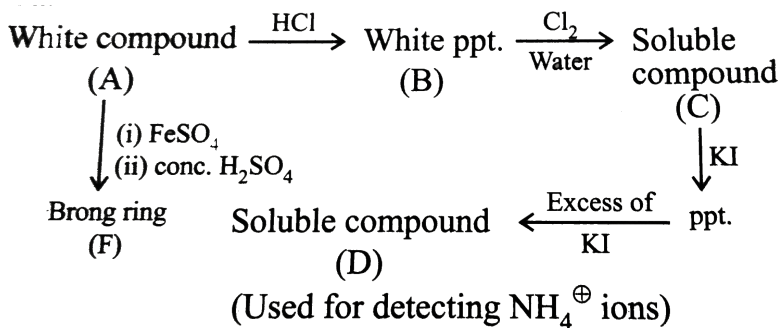 White compound HCl White ppt. Cl₂ Water Soluble compound
(A) (B) (C)
(i) FeSO₄
(ii) conc. H₂SO₄
KI
Brong ring
(F)
Soluble compound Excess of KI ppt.
(D)
(Used for detecting NH₄⊕ ions)